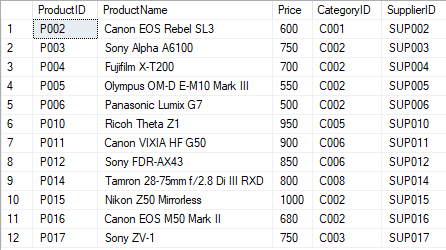 ProductID ProductName Price CategoryID SupplierID
1 P002 Canon EOS Rebel SL3 600 C001 SUP002
2 P003 Sony Alpha A6100 750 C002 SUP003
3 P004 Fujifilm X-T200 700 C002 SUP004
4 P005 Olympus OM-D E-M10 Mark III 550 C002 SUP005
5 P006 Panasonic Lumix G7 500 C002 SUP006
6 P010 Ricoh Theta Z1 950 C005 SUP010
7 P011 Canon VIXIA HF G50 900 C006 SUP011
8 P012 Sony FDR-AX43 850 C006 SUP012
9 P014 Tamron 28-75mm f/2.8 Di III RXD 800 C008 SUP014
10 P015 Nikon Z50 Mirrorless 1000 C002 SUP015
11 P016 Canon EOS M50 Mark II 680 C002 SUP016
12 P017 Sony ZV-1 750 C003 SUP017